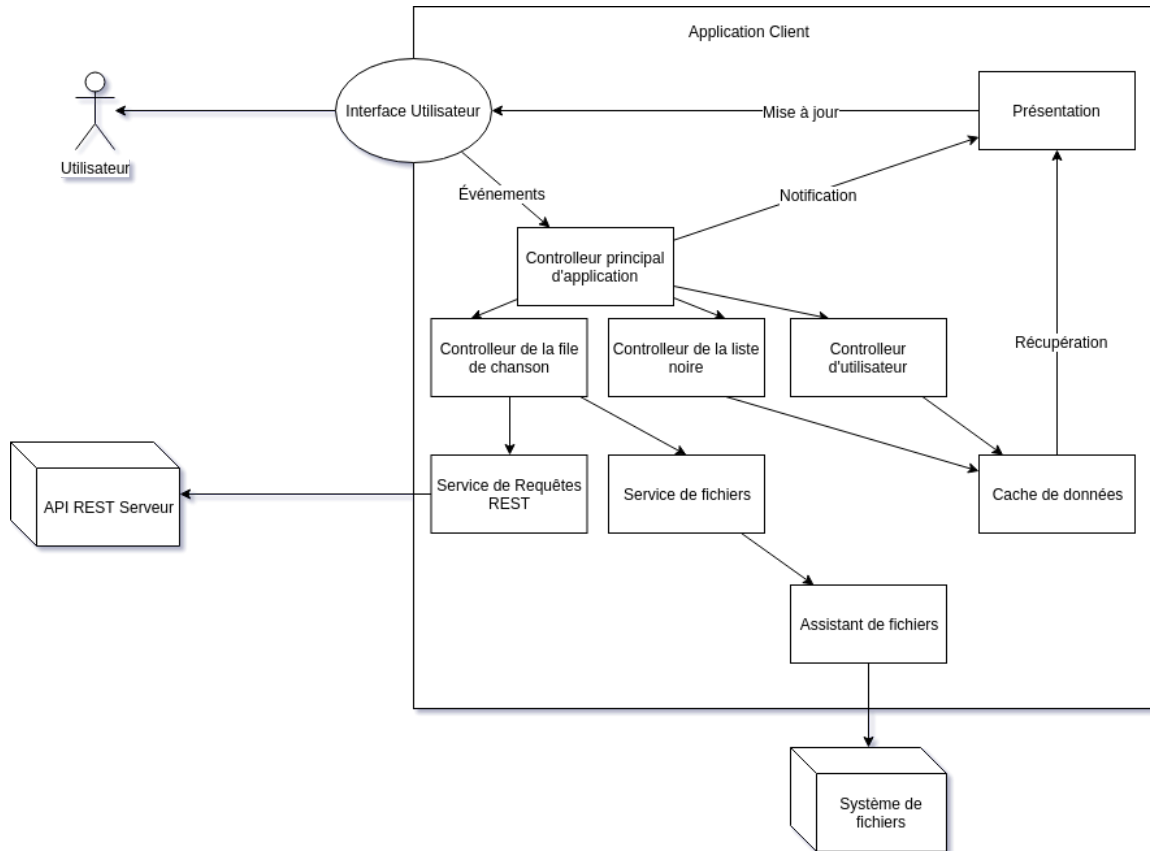 Application Client
Interface Utilisateur
Mise à jour
Présentation
Utilisateur
Événements
Notification
Controlleur principal
d'application
Controlleur de la file
de chanson
Controlleur de la liste
noire
Controlleur
d'utilisateur
Récupération
API REST Serveur
Service de Requêtes
REST
Service de fichiers
Cache de données
Assistant de fichiers
Système de
fichiers